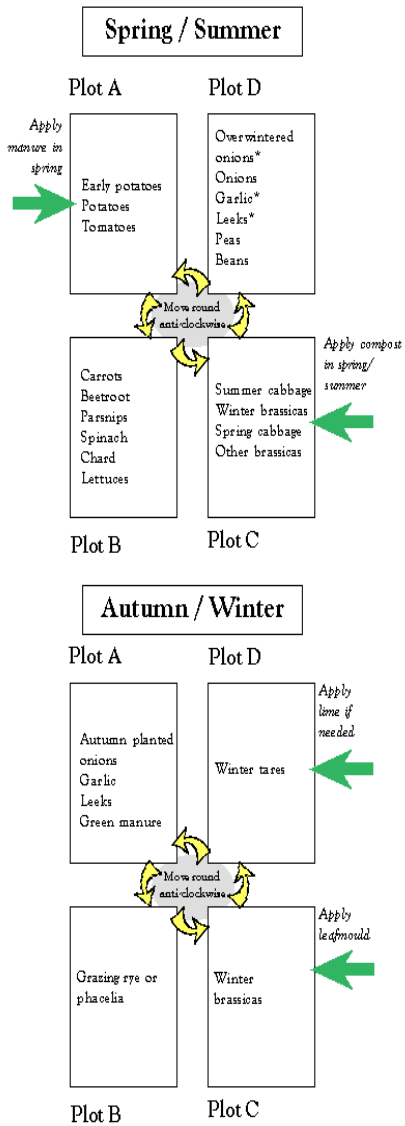 Spring / Summer
Plot A
Plot D
Apply
manure in
spring
Early potatoes
Potatoes
Tomatoes
Overwintered
onions*
Onions
Garlic*
Leeks*
Peas
Beans
Move round
anti-clockwise
Carrots
Beetroot
Parsnips
Spinach
Chard
Lettuces
Summer cabbage
Winter brassicas
Spring cabbage
Other brassicas
Apply compost
in spring/
summer
Plot B
Plot C
Autumn / Winter
Plot A
Plot D
Autumn planted
onions
Garlic
Leeks
Green manure
Winter tares
Apply
lime if
needed
Move round
anti-clockwise
Grazing rye or
phacelia
Winter
brassicas
Apply
leafmould
Plot B
Plot C